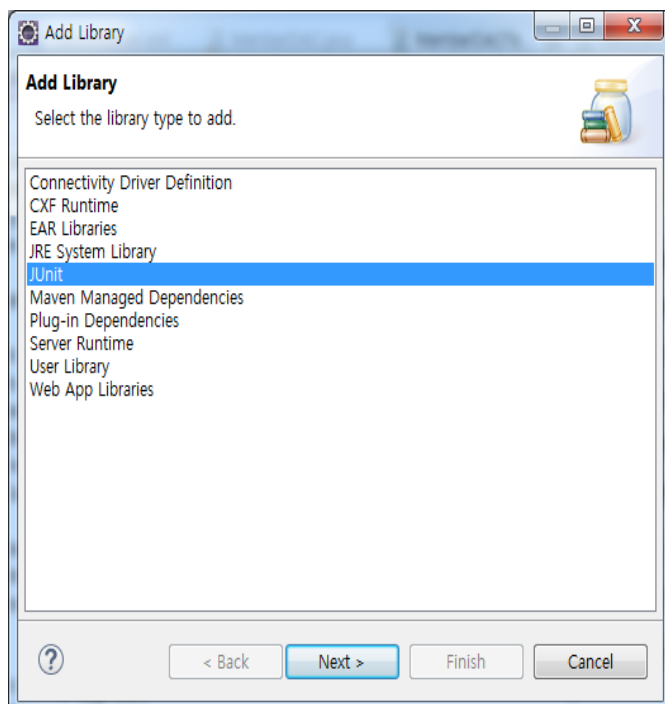 Add Library
Add Library
Select the library type to add.
Connectivity Driver Definition
CXF Runtime
EAR Libraries
JRE System Library
JUnit
Maven Managed Dependencies
Plug-in Dependencies
Server Runtime
User Library
Web App Libraries
?
< Back Next > Finish Cancel